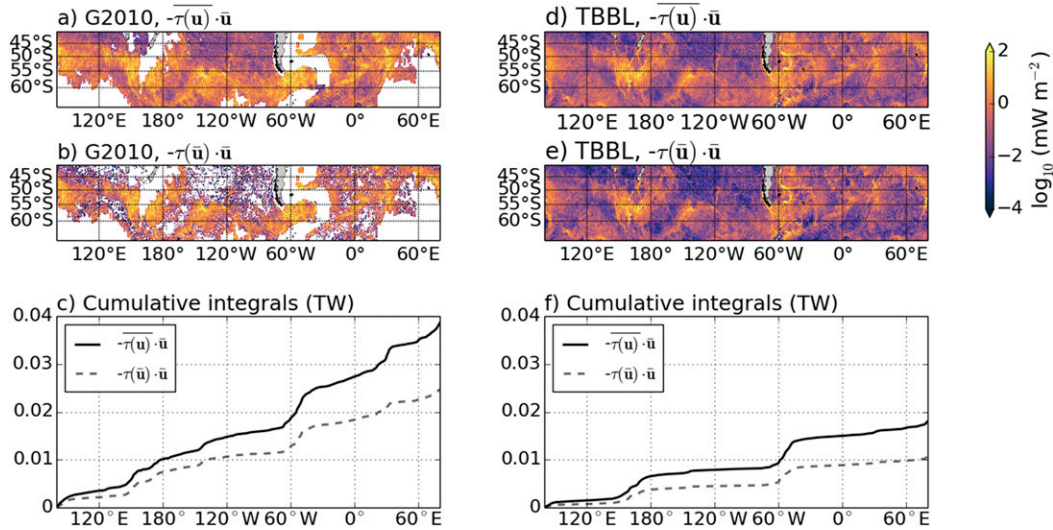 a) G2010, -τ(u)‾·ū
45°S
50°S
55°S
60°S
120°E 180° 120°W 60°W 0° 60°E
b) G2010, -τ(ū)·ū
45°S
50°S
55°S
60°S
120°E 180° 120°W 60°W 0° 60°E
c) Cumulative integrals (TW)
0.04
0.03
0.02
0.01
0
-τ(u)‾·ū
-τ(ū)·ū
120°E 180° 120°W 60°W 0° 60°E
d) TBBL, -τ(u)‾·ū
45°S
50°S
55°S
60°S
120°E 180° 120°W 60°W 0° 60°E
e) TBBL, -τ(ū)·ū
45°S
50°S
55°S
60°S
120°E 180° 120°W 60°W 0° 60°E
f) Cumulative integrals (TW)
0.04
0.03
0.02
0.01
0
-τ(u)‾·ū
-τ(ū)·ū
120°E 180° 120°W 60°W 0° 60°E
2
0
−2
−4
log₁₀ (mW m⁻²)